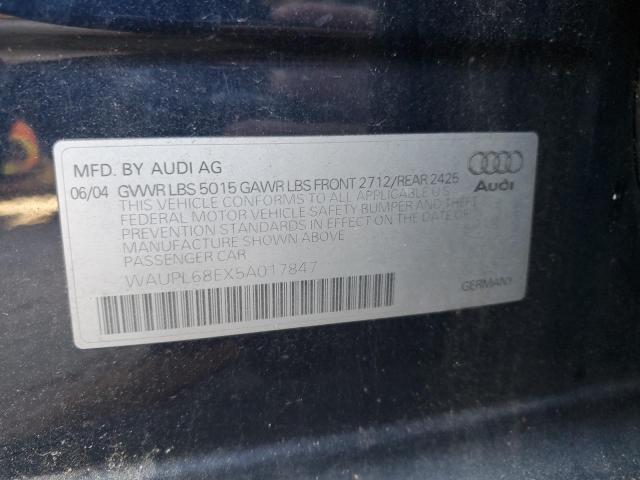 MFD. BY AUDI AG
06/04 GVWR LBS 5015 GAWR LBS FRONT 2712/REAR 2425
THIS VEHICLE CONFORMS TO ALL APPLICABLE U.S.
FEDERAL MOTOR VEHICLE SAFETY BUMPER AND THEFT
PREVENTION STANDARDS IN EFFECT ON THE DATE OF
MANUFACTURE SHOWN ABOVE
PASSENGER CAR
WAUPL68EX5A017847
Audi
GERMANY